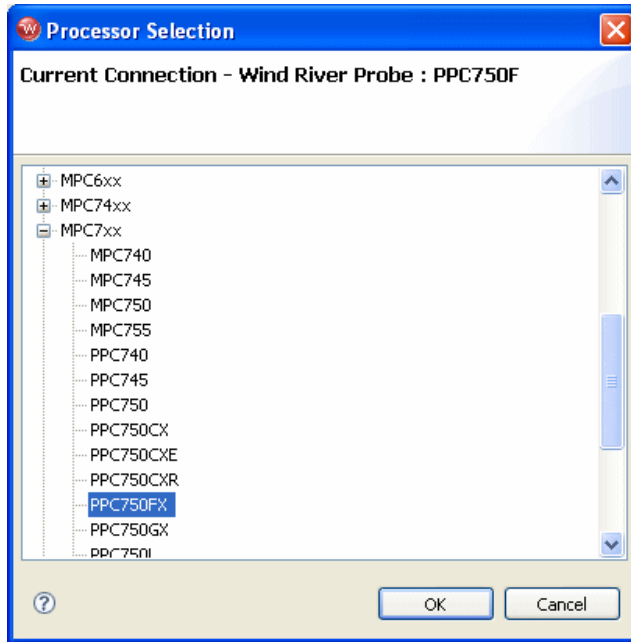 Processor Selection
Current Connection - Wind River Probe : PPC750F
MPC6xx
MPC74xx
MPC7xx
MPC740
MPC745
MPC750
MPC755
PPC740
PPC745
PPC750
PPC750CX
PPC750CXE
PPC750CXR
PPC750FX
PPC750GX
PPC750L
OK
Cancel